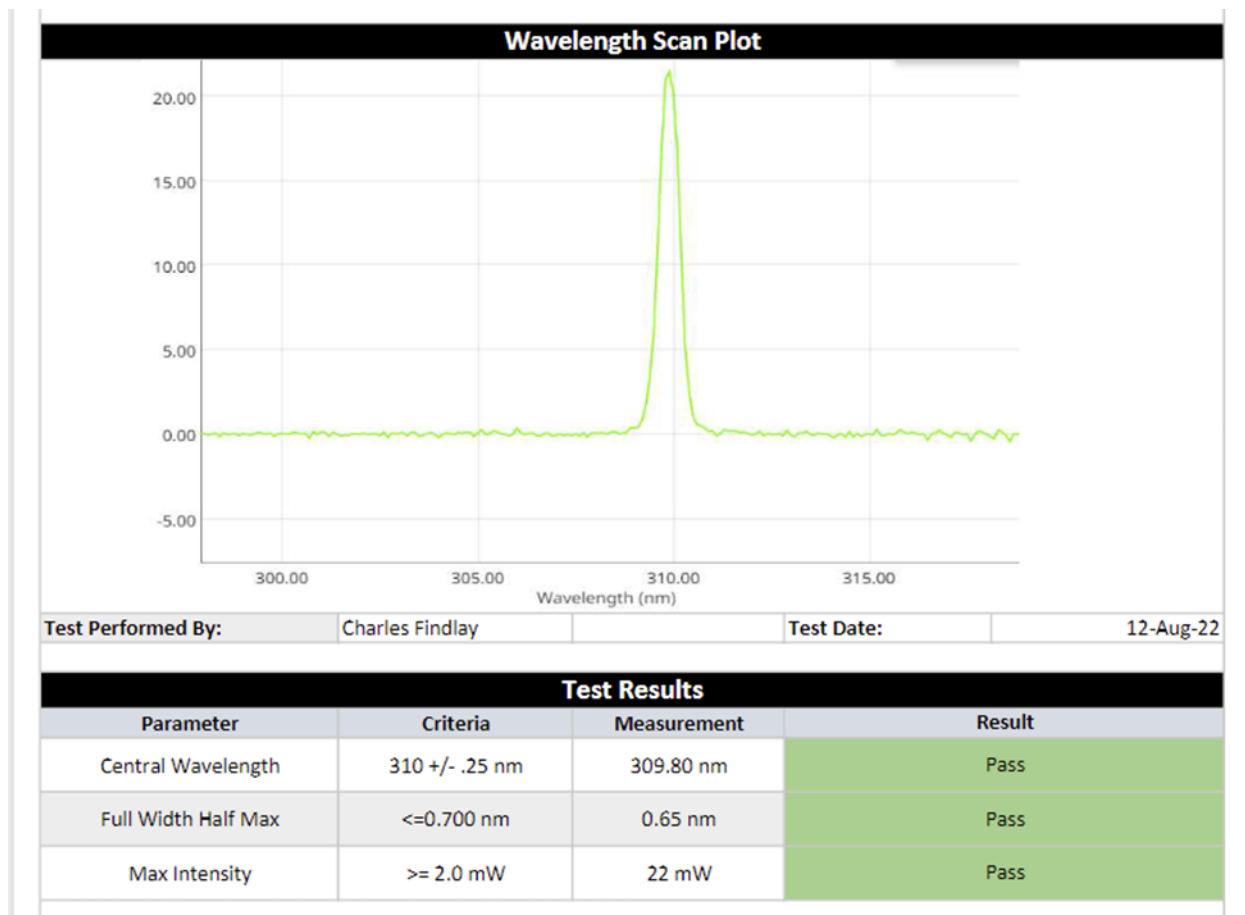 Wavelength Scan Plot
20.00
15.00
10.00
5.00
0.00
-5.00
300.00 305.00 310.00 315.00
Wavelength (nm)
Test Performed By: Charles Findlay Test Date: 12-Aug-22
Test Results
Parameter Criteria Measurement Result
Central Wavelength 310 +/- .25 nm 309.80 nm Pass
Full Width Half Max <=0.700 nm 0.65 nm Pass
Max Intensity >= 2.0 mW 22 mW Pass